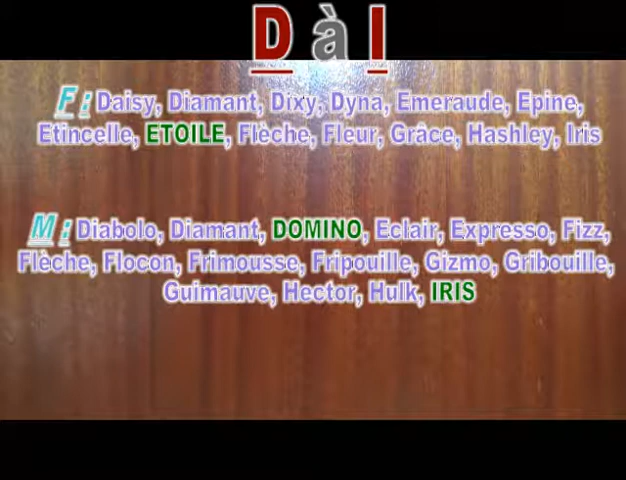 D à I
F : Daisy, Diamant, Dixy, Dyna, Emeraude, Epine,
Etincelle, ETOILE, Flèche, Fleur, Grâce, Hashley, Iris
M : Diabolo, Diamant, DOMINO, Eclair, Expresso, Fizz,
Flèche, Flocon, Frimousse, Fripouille, Gizmo, Gribouille,
Guimauve, Hector, Hulk, IRIS